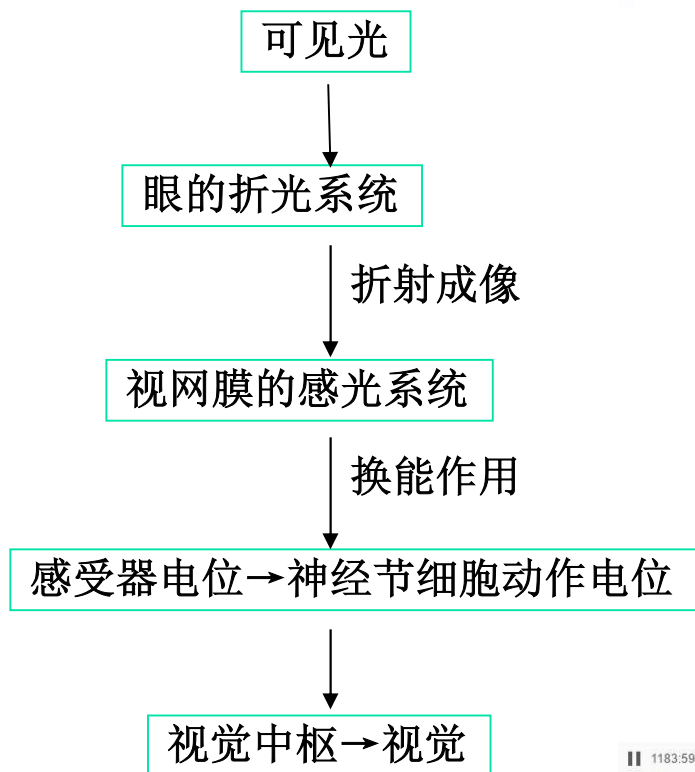 可见光
眼的折光系统
折射成像
视网膜的感光系统
换能作用
感受器电位→神经节细胞动作电位
视觉中枢→视觉
1183:59